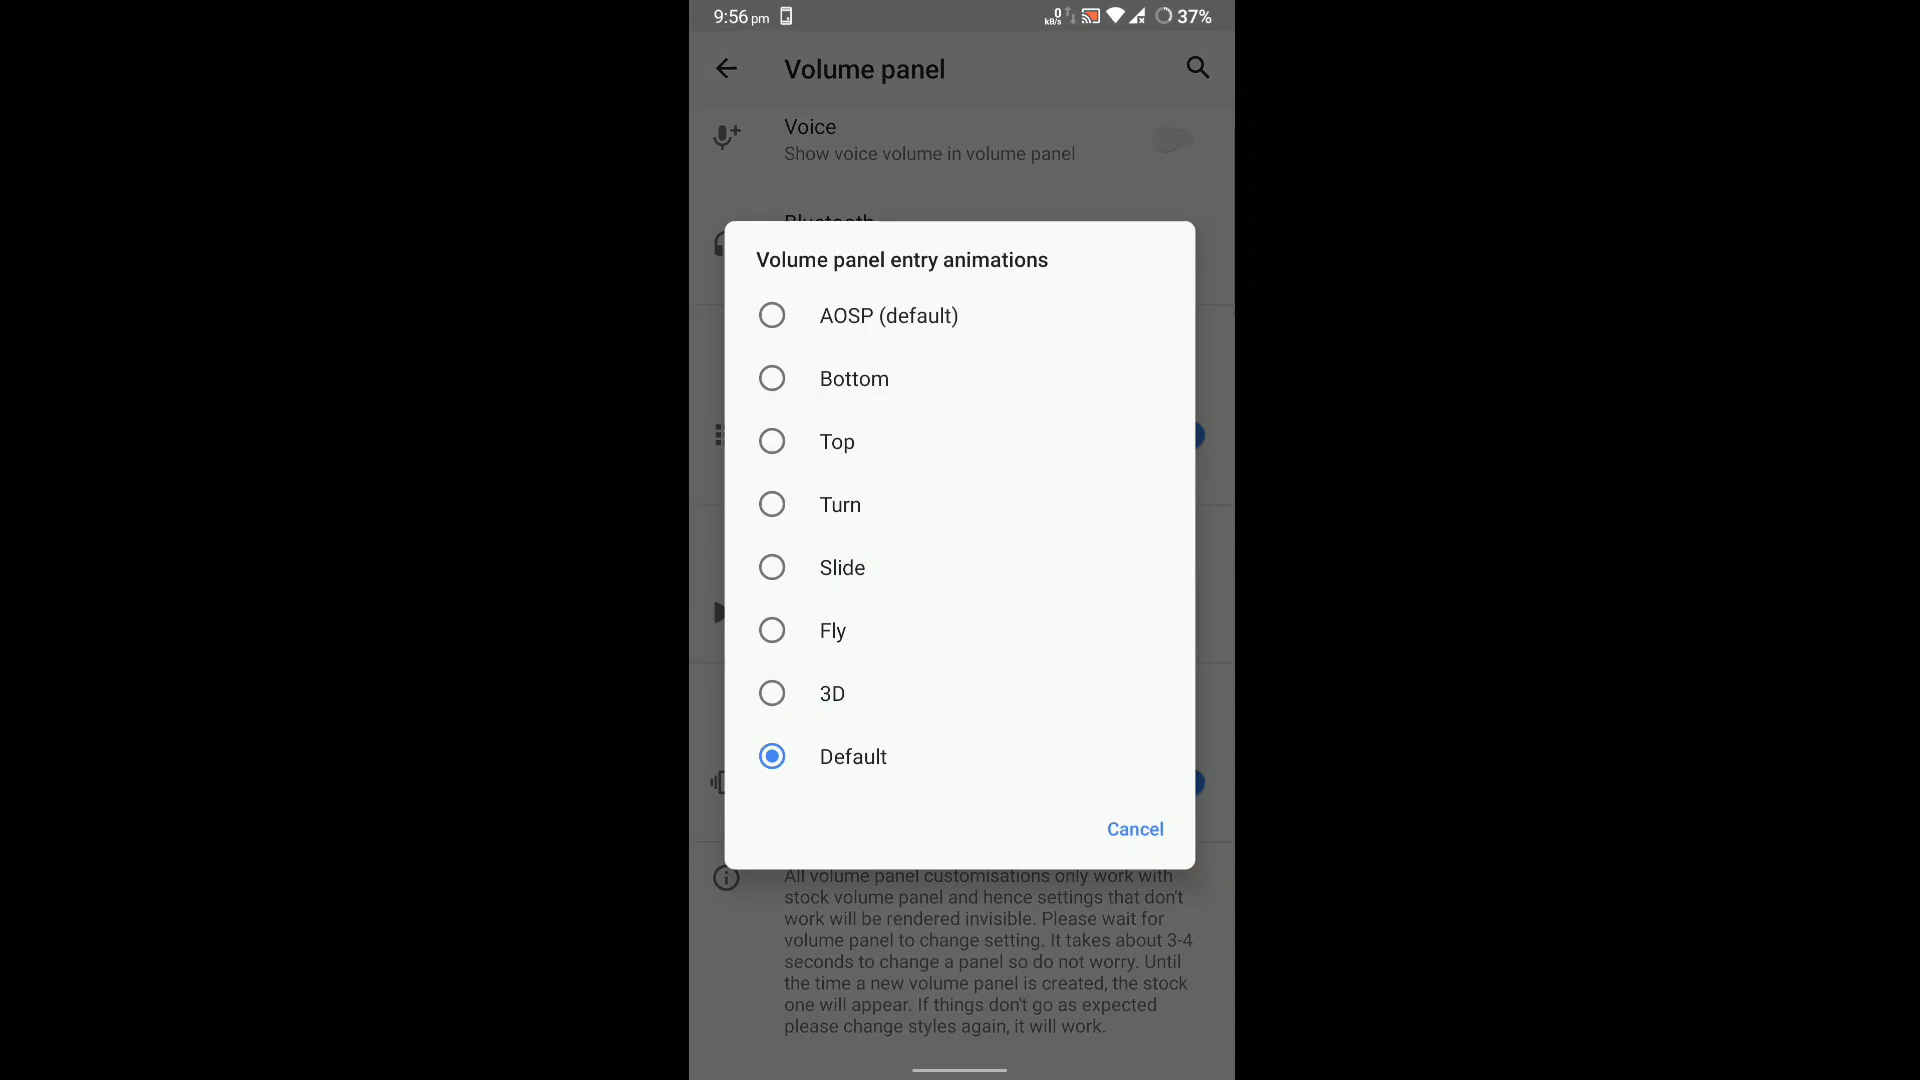 9:56 pm
0 kB/s
37%
Volume panel
Voice
Show voice volume in volume panel
Bluetooth
Volume panel entry animations
AOSP (default)
Bottom
Top
Turn
Slide
Fly
3D
Default
Cancel
All volume panel customisations only work with
stock volume panel and hence settings that don't
work will be rendered invisible. Please wait for
volume panel to change setting. It takes about 3-4
seconds to change a panel so do not worry. Until
the time a new volume panel is created, the stock
one will appear. If things don't go as expected
please change styles again, it will work.